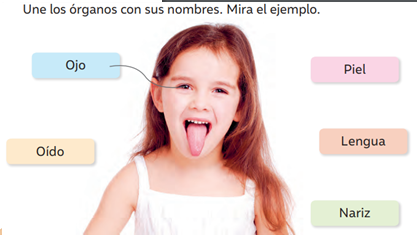 Une los órganos con sus nombres. Mira el ejemplo.
Ojo
Piel
Oído
Lengua
Nariz